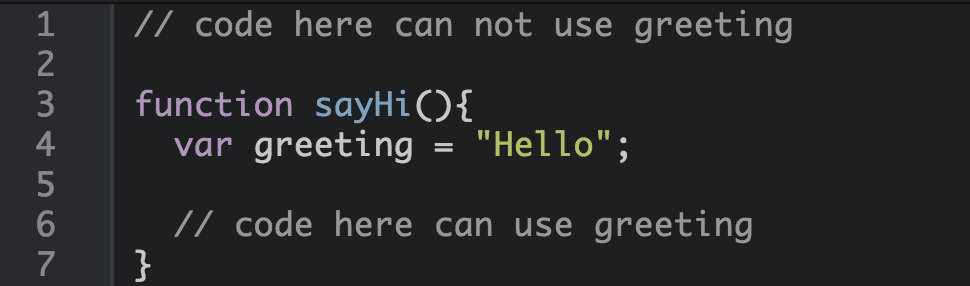 1 // code here can not use greeting
2
3 function sayHi(){
4   var greeting = "Hello";
5
6   // code here can use greeting
7 }